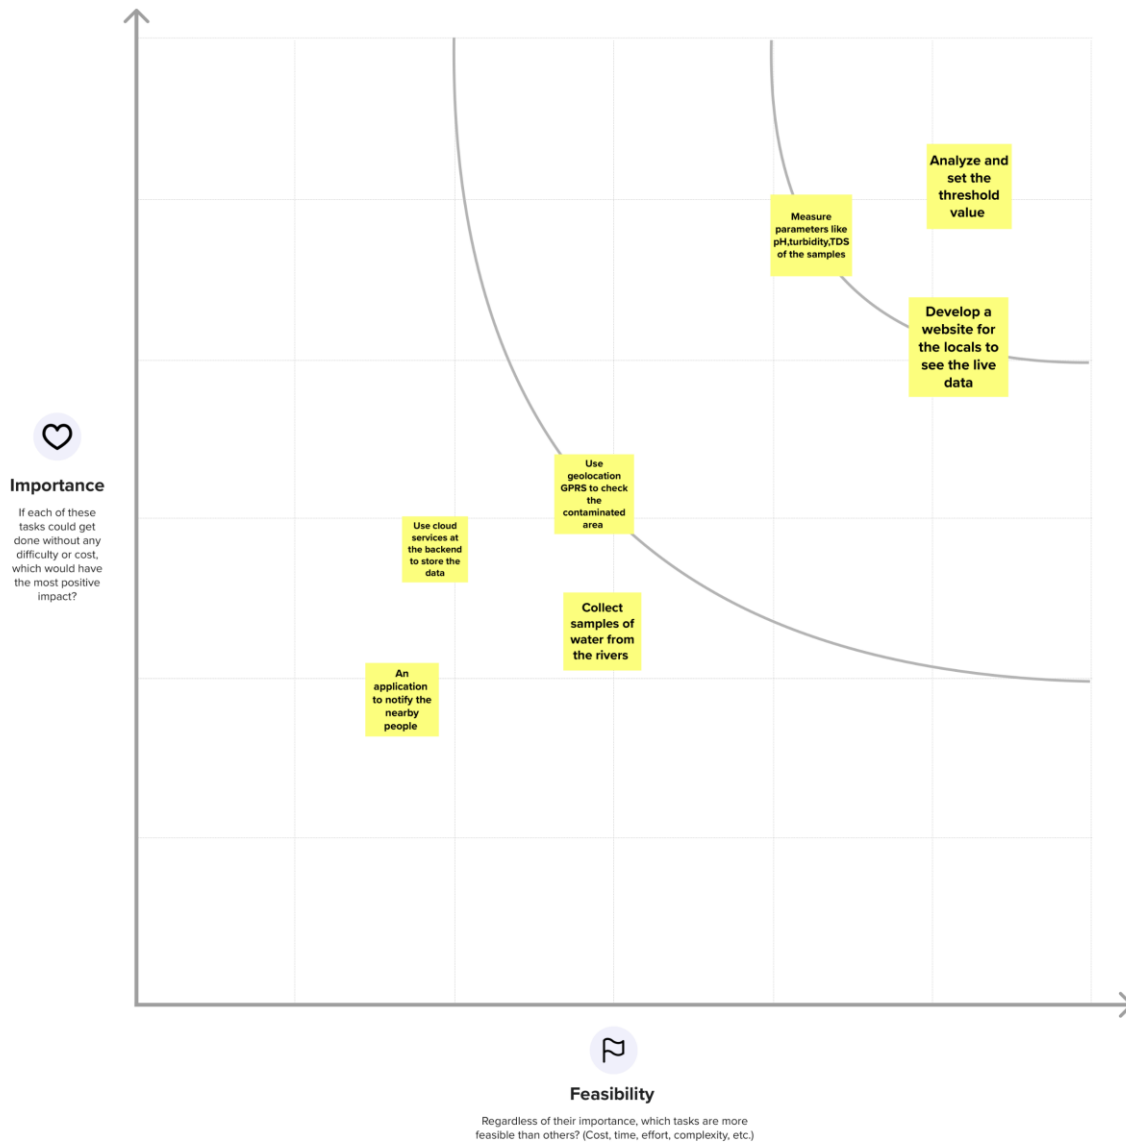 Analyze and
set the
threshold
value
Measure
parameters like
pH,turbidity,TDS
of the samples
Develop a
website for
the locals to
see the live
data
Use
geolocation
GPRS to check
the
contaminated
area
Use cloud
services at
the backend
to store the
data
Collect
samples of
water from
the rivers
An
application
to notify the
nearby
people
Importance
If each of these
tasks could get
done without any
difficulty or cost,
which would have
the most positive
impact?
Feasibility
Regardless of their importance, which tasks are more
feasible than others? (Cost, time, effort, complexity, etc.)